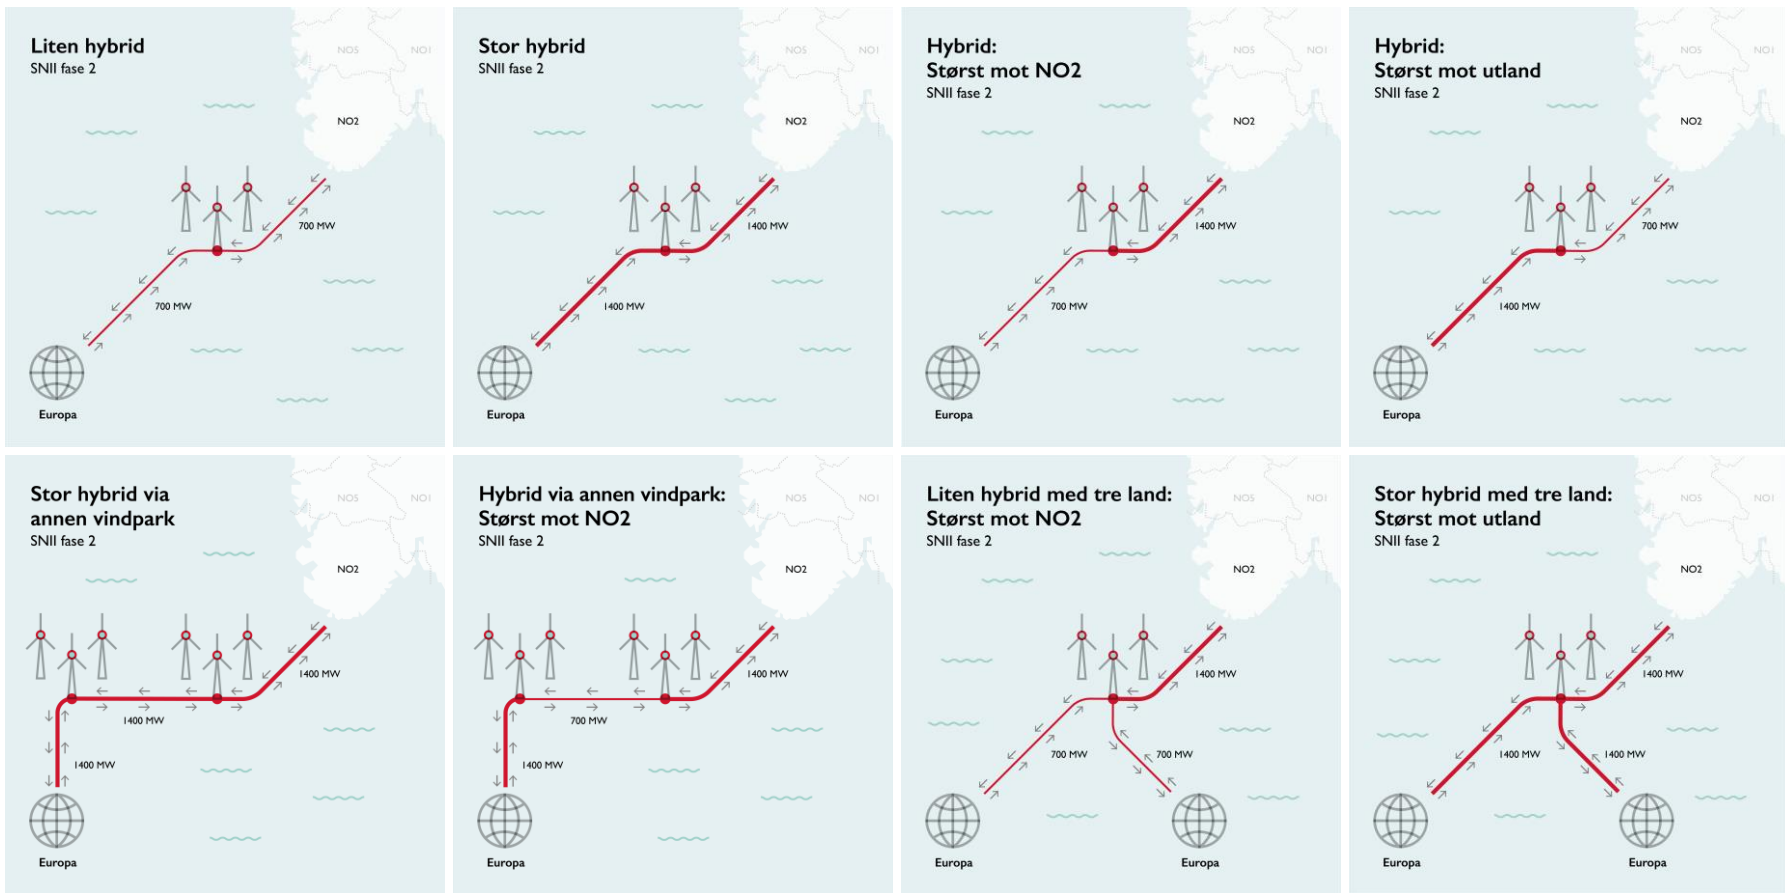 Liten hybrid
SNII fase 2
NO5
NO1
NO2
700 MW
700 MW
Europa
Stor hybrid
SNII fase 2
NO5
NO1
NO2
1400 MW
1400 MW
Europa
Hybrid:
Størst mot NO2
SNII fase 2
NO5
NO1
NO2
1400 MW
700 MW
Europa
Hybrid:
Størst mot utland
SNII fase 2
NO5
NO1
NO2
700 MW
1400 MW
Europa
Stor hybrid via
annen vindpark
SNII fase 2
NO5
NO1
NO2
1400 MW
1400 MW
1400 MW
Europa
Hybrid via annen vindpark:
Størst mot NO2
SNII fase 2
NO5
NO1
NO2
1400 MW
700 MW
1400 MW
Europa
Liten hybrid med tre land:
Størst mot NO2
SNII fase 2
NO5
NO1
NO2
1400 MW
700 MW
700 MW
Europa
Europa
Stor hybrid med tre land:
Størst mot utland
SNII fase 2
NO5
NO1
NO2
1400 MW
1400 MW
1400 MW
Europa
Europa